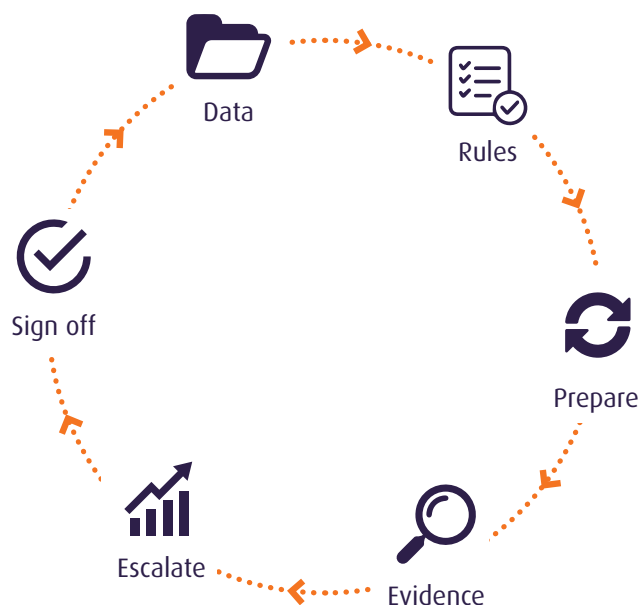 Data
Rules
Prepare
Evidence
Escalate
Sign off